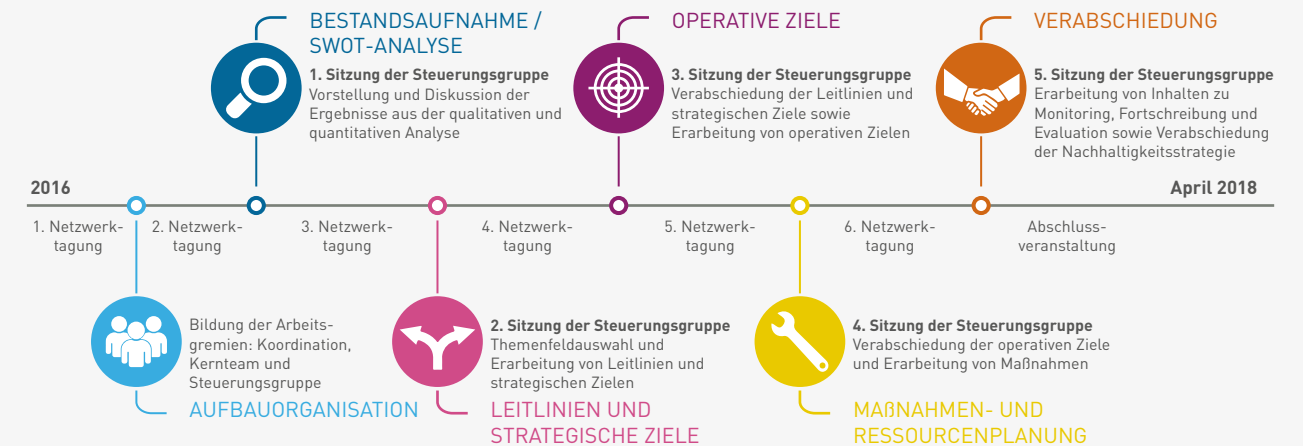 BESTANDSAUFNAHME /
SWOT-ANALYSE
1. Sitzung der Steuerungsgruppe
Vorstellung und Diskussion der
Ergebnisse aus der qualitativen und
quantitativen Analyse
OPERATIVE ZIELE
3. Sitzung der Steuerungsgruppe
Verabschiedung der Leitlinien und
strategischen Ziele sowie
Erarbeitung von operativen Zielen
VERABSCHIEDUNG
5. Sitzung der Steuerungsgruppe
Erarbeitung von Inhalten zu
Monitoring, Fortschreibung und
Evaluation sowie Verabschiedung
der Nachhaltigkeitsstrategie
2016
April 2018
1. Netzwerk-
tagung
2. Netzwerk-
tagung
3. Netzwerk-
tagung
4. Netzwerk-
tagung
5. Netzwerk-
tagung
6. Netzwerk-
tagung
Abschluss-
veranstaltung
Bildung der Arbeits-
gremien: Koordination,
Kernteam und
Steuerungsgruppe
AUFBAUORGANISATION
2. Sitzung der Steuerungsgruppe
Themenfeldauswahl und
Erarbeitung von Leitlinien und
strategischen Zielen
LEITLINIEN UND
STRATEGISCHE ZIELE
4. Sitzung der Steuerungsgruppe
Verabschiedung der operativen Ziele
und Erarbeitung von Maßnahmen
MAßNAHMEN- UND
RESSOURCENPLANUNG